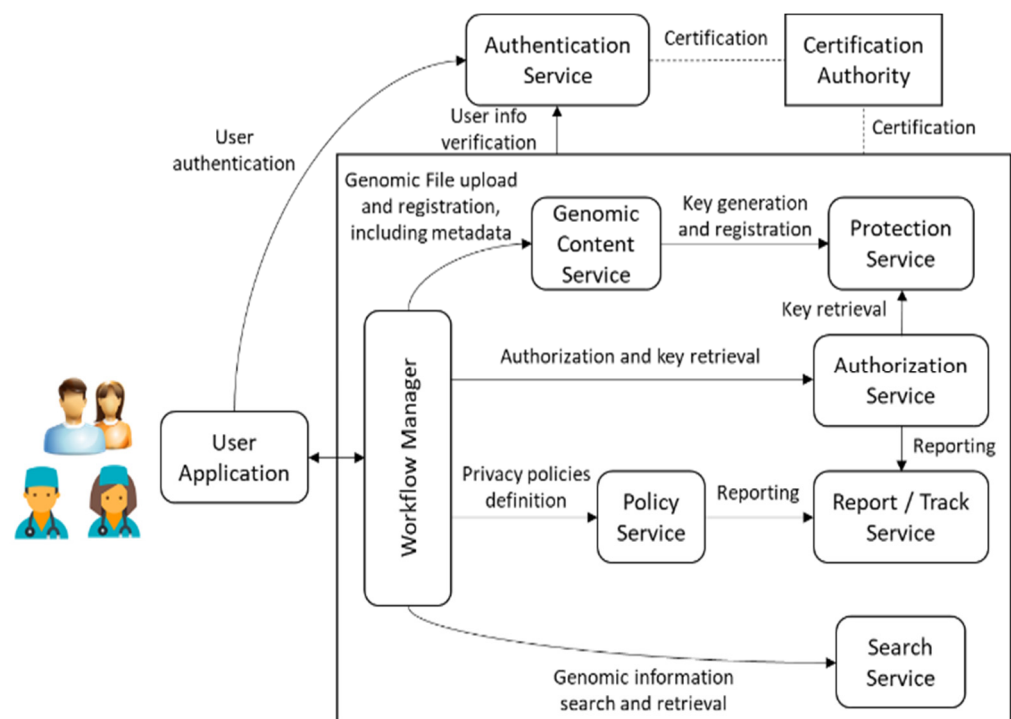 Authentication
Service
Certification
Certification
Authority
User info
verification
Certification
User
authentication
Genomic File upload
and registration,
including metadata
Genomic
Content
Service
Key generation
and registration
Protection
Service
Key retrieval
Workflow Manager
Authorization and key retrieval
Authorization
Service
User
Application
Reporting
Privacy policies
definition
Policy
Service
Reporting
Report / Track
Service
Search
Service
Genomic information
search and retrieval